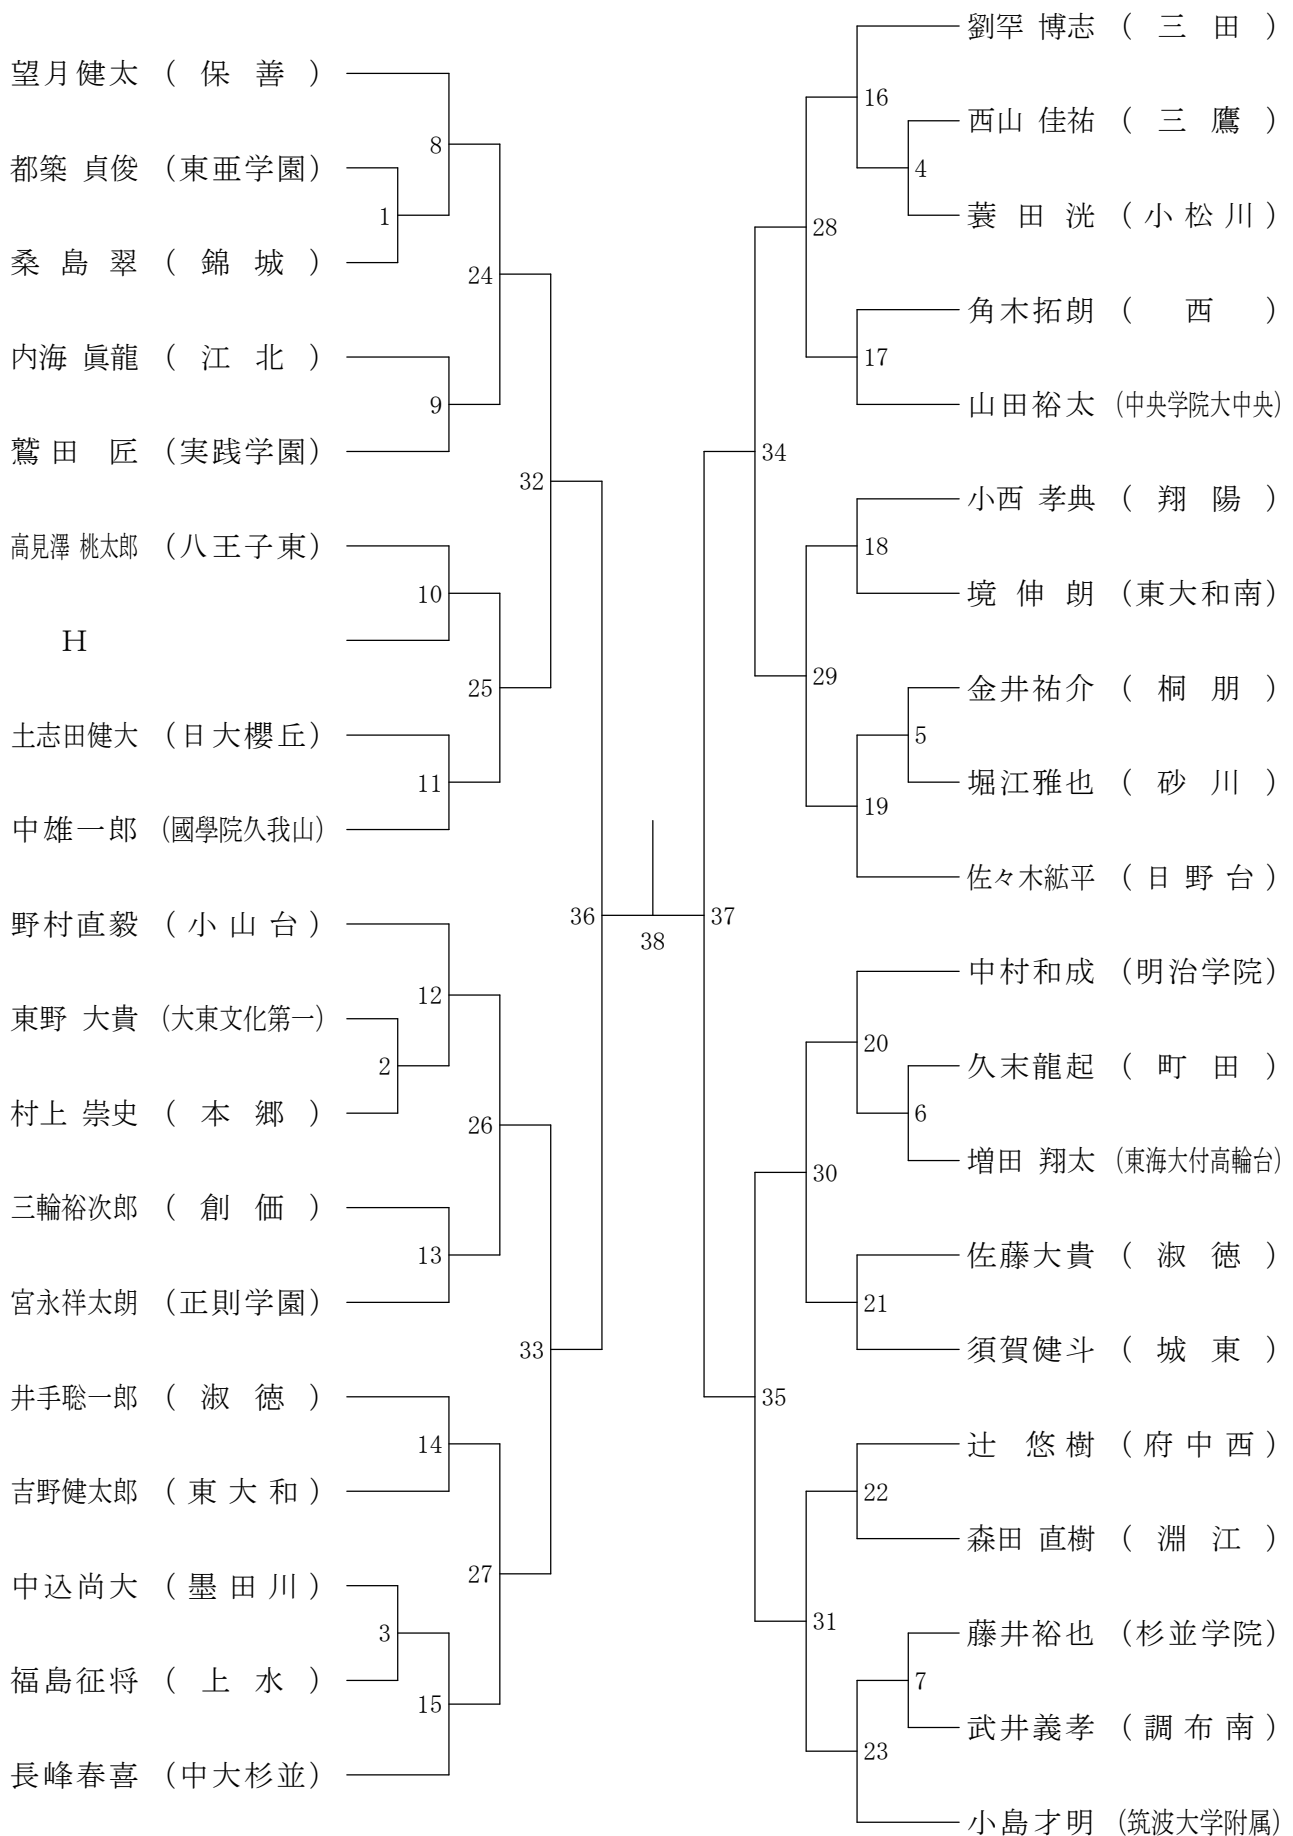 望月健太 （ 保 善 ）
都築 貞俊 （東亜学園）
桑 島 翠 （ 錦 城 ）
内海 眞龍 （ 江 北 ）
鷲 田 匠 （実践学園）
高見澤 桃太郎 （八王子東）
H
土志田健大 （日大櫻丘）
中雄一郎 （國學院久我山）
野村直毅 （小山台）
東野 大貴 （大東文化第一）
村上 崇史 （ 本 郷 ）
三輪裕次郎 （ 創 価 ）
宮永祥太朗 （正則学園）
井手聡一郎 （ 淑 徳 ）
吉野健太郎 （東大和）
中込尚大 （墨田川）
福島征将 （ 上 水 ）
長峰春喜 （中大杉並）
1
2
3
8
9
10
11
12
13
14
15
24
25
26
27
32
33
36
38
37
34
35
28
29
30
31
16
17
18
19
20
21
22
23
4
5
6
7
劉罕 博志 （ 三 田 ）
西山 佳祐 （ 三 鷹 ）
蓑 田 洸 （小松川）
角木拓朗 （ 西 ）
山田裕太 （中央学院大中央）
小西 孝典 （ 翔 陽 ）
境 伸 朗 （東大和南）
金井祐介 （ 桐 朋 ）
堀江雅也 （ 砂 川 ）
佐々木紘平 （日野台）
中村和成 （明治学院）
久末龍起 （ 町 田 ）
増田 翔太 （東海大付高輪台）
佐藤大貴 （ 淑 徳 ）
須賀健斗 （ 城 東 ）
辻 悠樹 （府中西）
森田 直樹 （ 淵 江 ）
藤井裕也 （杉並学院）
武井義孝 （調布南）
小島才明 （筑波大学附属）